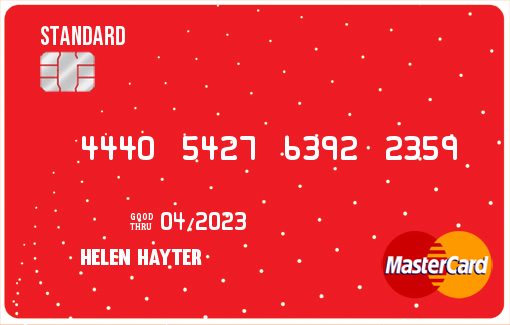 STANDARD
4440 5427 6392 2359
GOOD THRU 04/2023
HELEN HAYTER
MasterCard